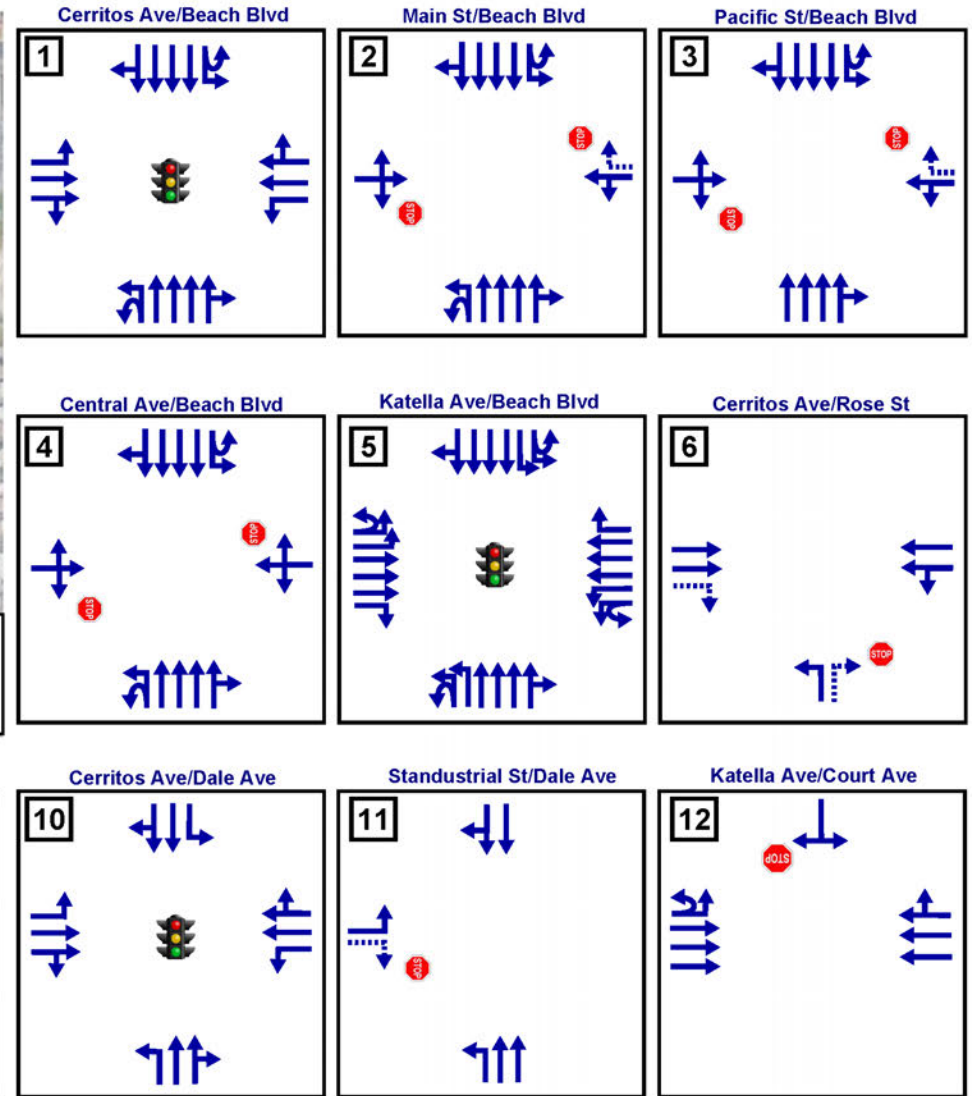 Cerritos Ave/Beach Blvd
1
Main St/Beach Blvd
2
STOP
STOP
Pacific St/Beach Blvd
3
STOP
STOP
Central Ave/Beach Blvd
4
STOP
STOP
Katella Ave/Beach Blvd
5
Cerritos Ave/Rose St
6
STOP
Cerritos Ave/Dale Ave
10
Standustrial St/Dale Ave
11
STOP
Katella Ave/Court Ave
12
STOP